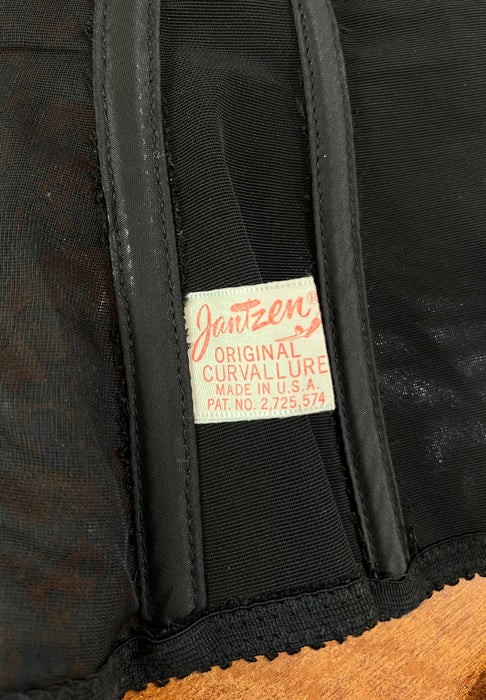 Jantzen®
ORIGINAL
CURVALLURE
MADE IN U.S.A.
PAT. NO. 2,725,574